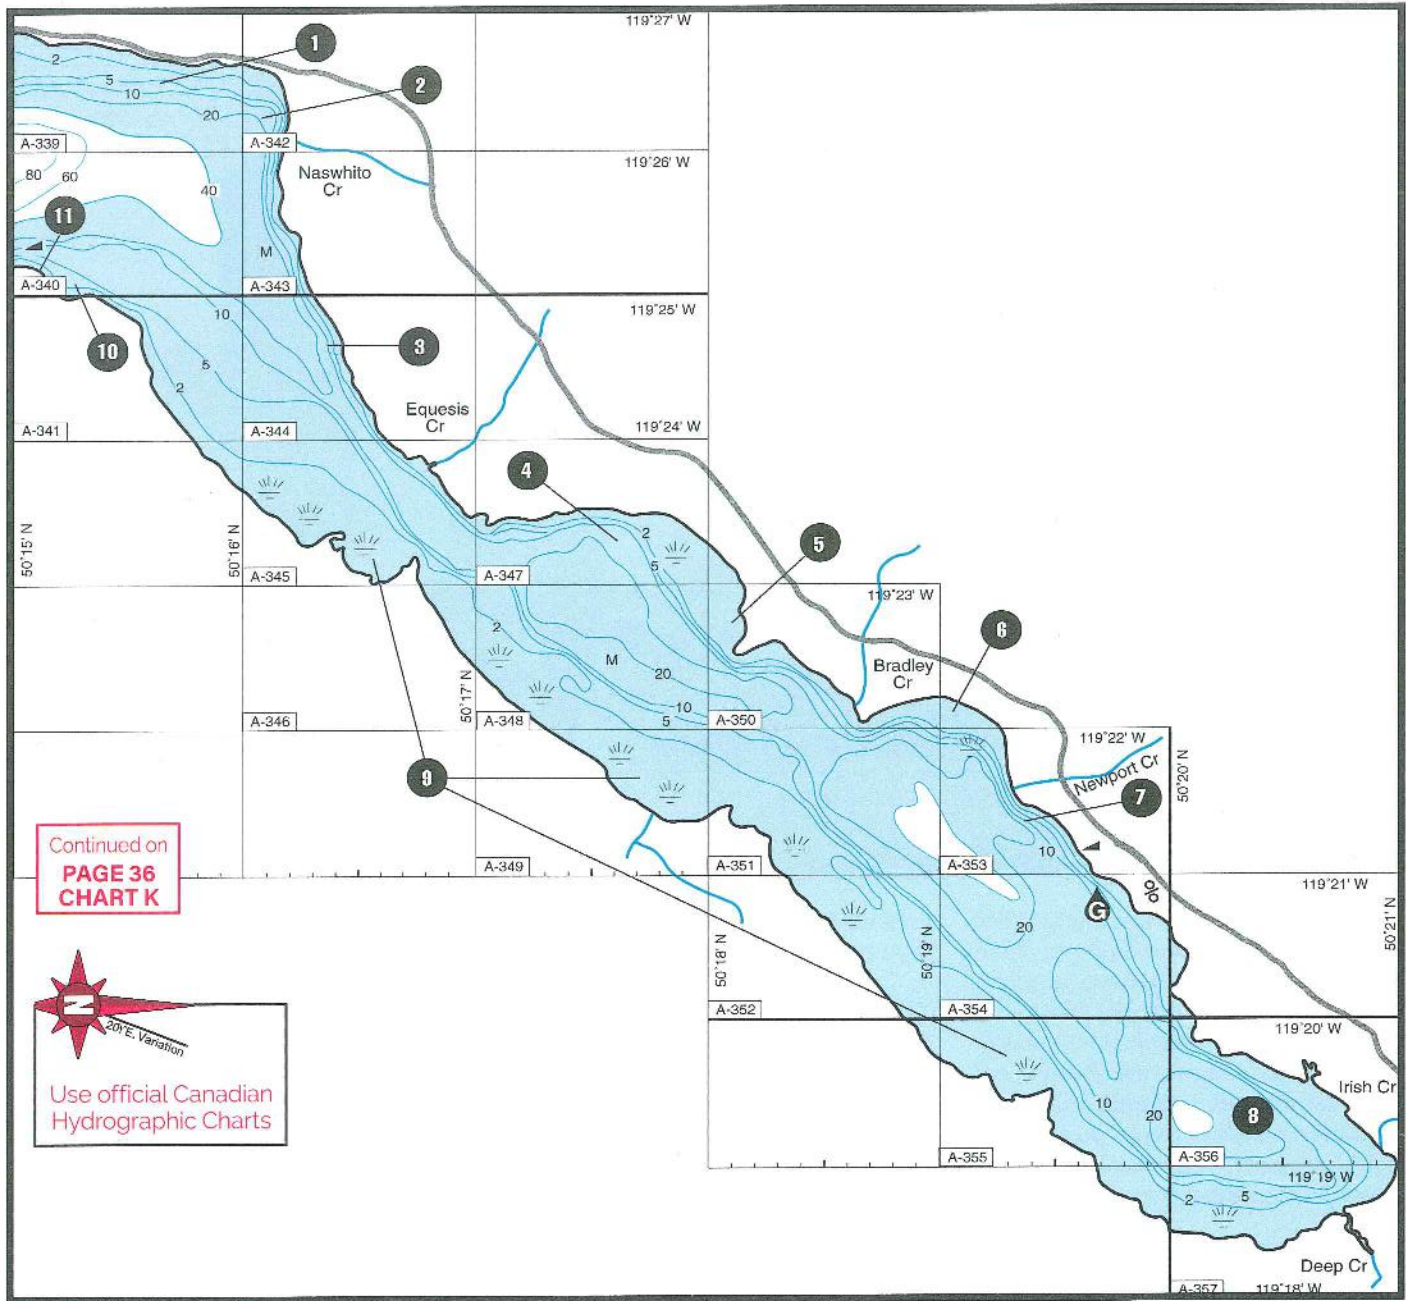 119°27' W
1
2
5
10
20
2
A-339
A-342
119°26' W
Naswhito
Cr
80
60
40
11
M
A-340
A-343
119°25' W
10
10
3
5
2
Equesis
Cr
A-341
A-344
119°24' W
4
50°15' N
50°16' N
2
5
5
A-345
A-347
119°23' W
2
M
20
10
5
Bradley
Cr
6
50°17' N
A-346
A-348
A-350
119°22' W
Newport Cr
50°20' N
9
7
10
Continued on
PAGE 36
CHART K
A-349
A-351
A-353
119°21' W
G
20
50°18' N
50°19' N
50°21' N
A-352
A-354
119°20' W
N
20°E. Variation
Use official Canadian
Hydrographic Charts
10
20
8
Irish Cr
A-355
A-356
119°19' W
2
5
Deep Cr
A-357
119°18' W